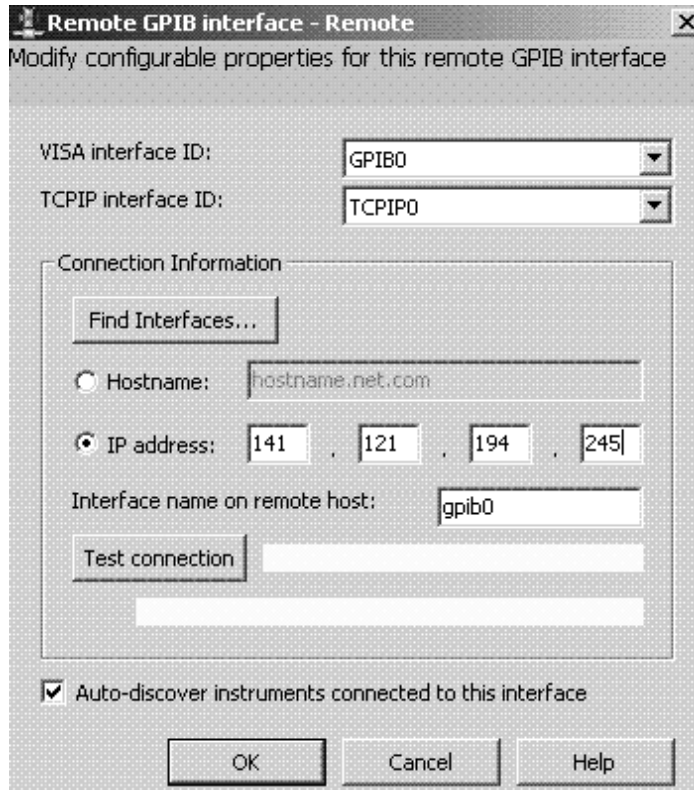 Remote GPIB interface - Remote
Modify configurable properties for this remote GPIB interface
VISA interface ID: GPIB0
TCPIP interface ID: TCPIP0
Connection Information
Find Interfaces...
Hostname: hostname.net.com
IP address: 141 . 121 . 194 . 245
Interface name on remote host: gpib0
Test connection
Auto-discover instruments connected to this interface
OK Cancel Help